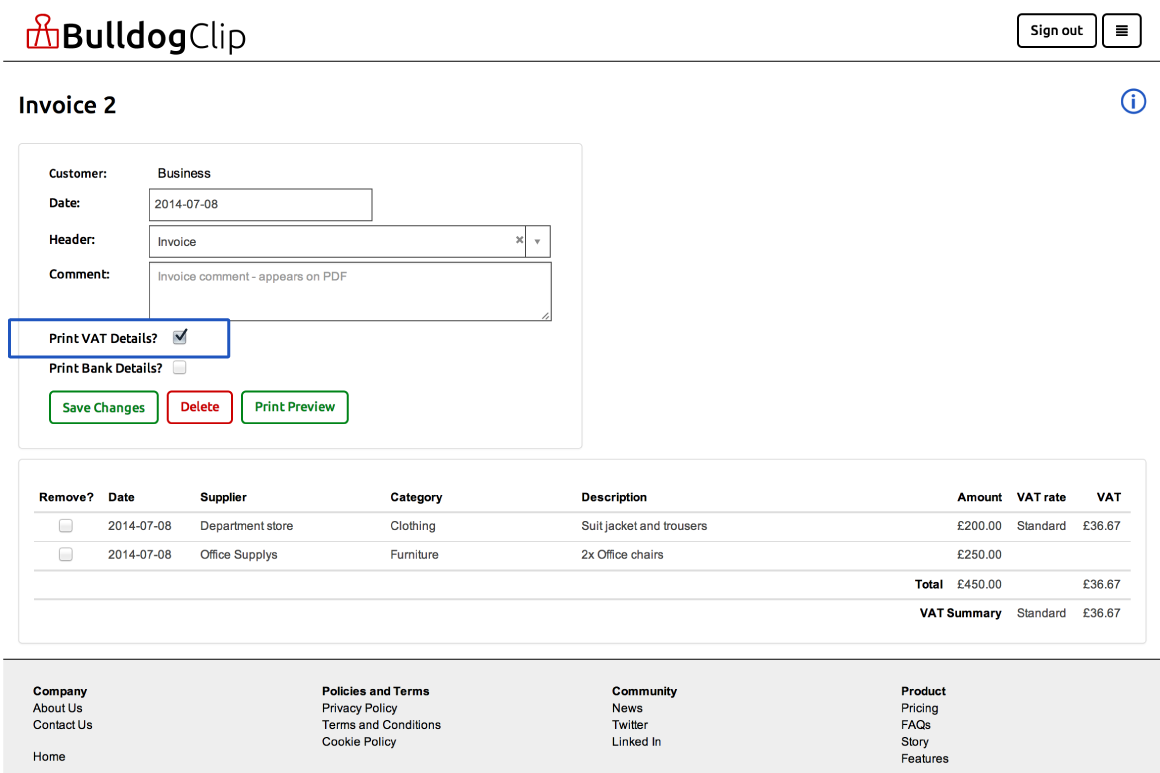 BulldogClip
Sign out
Invoice 2
Customer: Business
Date: 2014-07-08
Header: Invoice
Comment: Invoice comment - appears on PDF
Print VAT Details?
Print Bank Details?
Save Changes Delete Print Preview
Remove? Date Supplier Category Description Amount VAT rate VAT
2014-07-08 Department store Clothing Suit jacket and trousers £200.00 Standard £36.67
2014-07-08 Office Supplys Furniture 2x Office chairs £250.00
Total £450.00 £36.67
VAT Summary Standard £36.67
Company Policies and Terms Community Product
About Us Privacy Policy News Pricing
Contact Us Terms and Conditions Twitter FAQs
Cookie Policy Linked In Story
Home Features